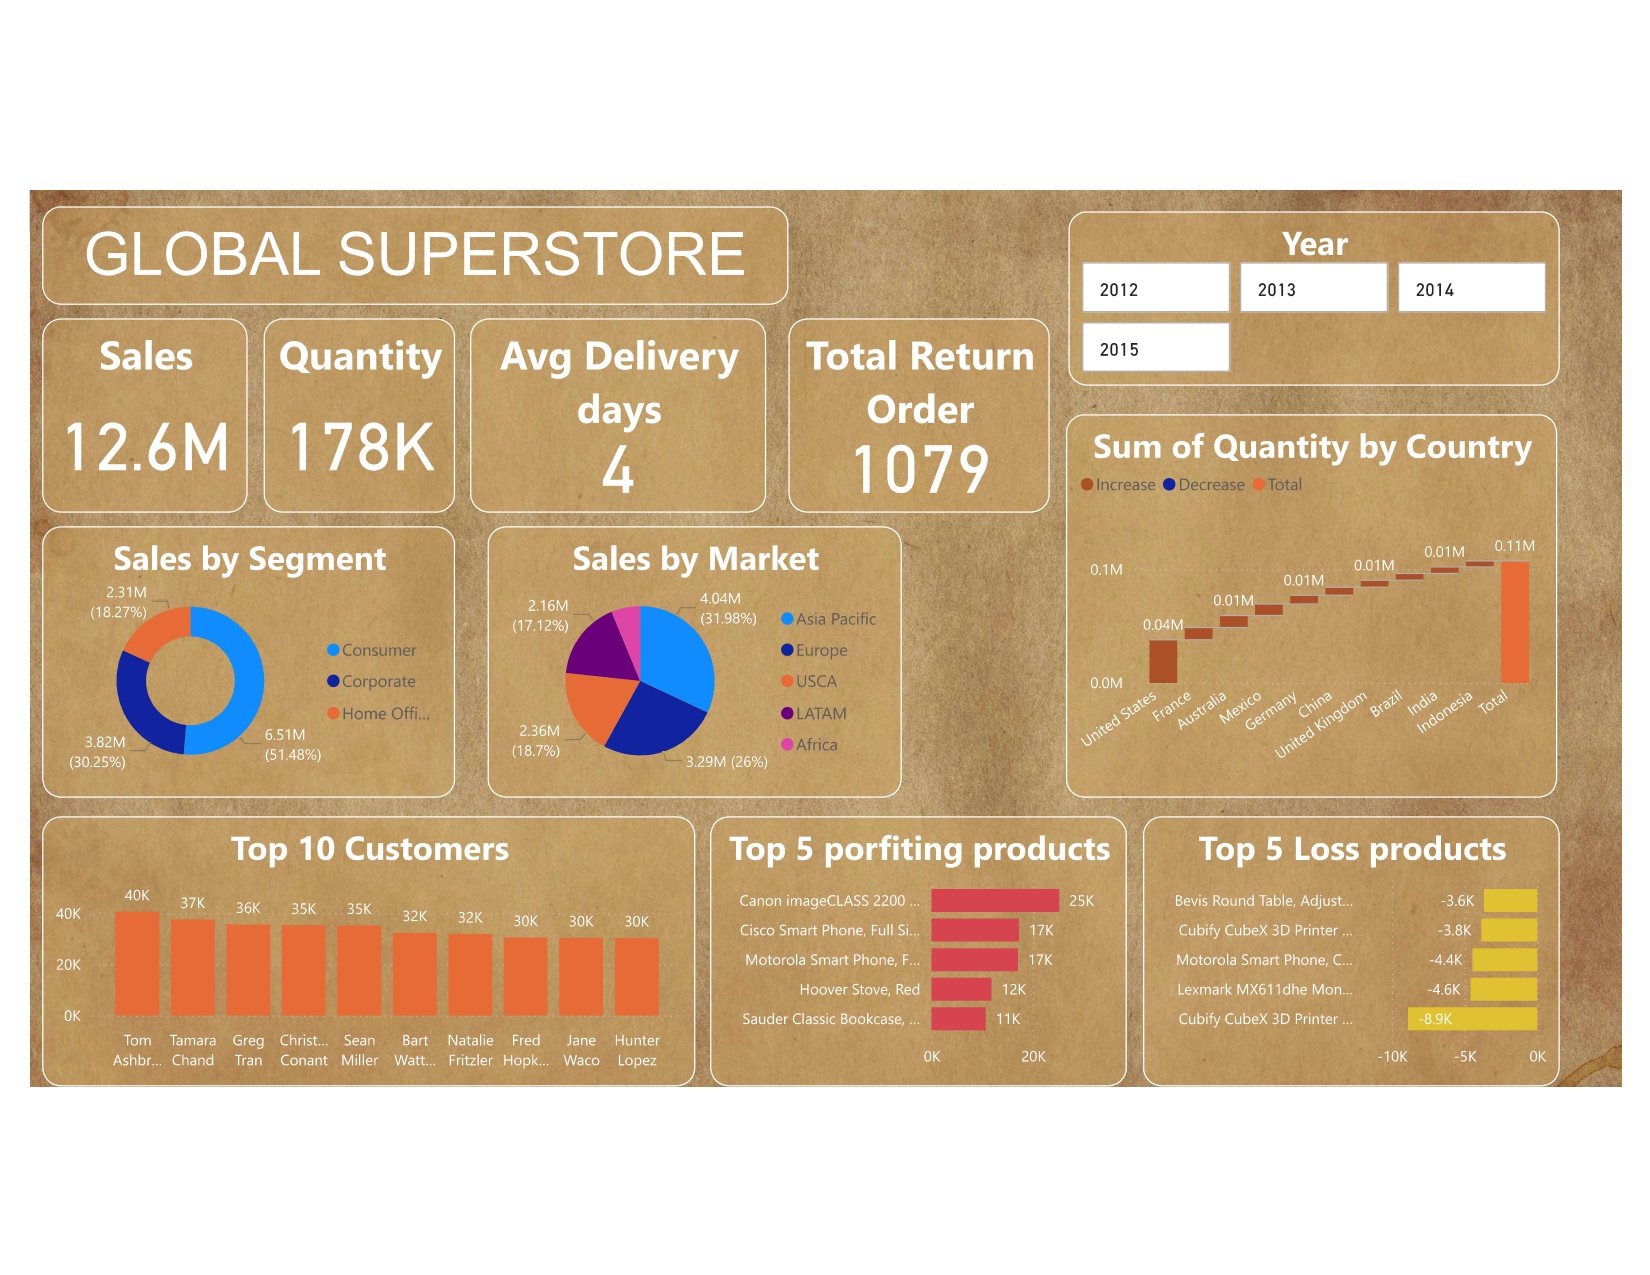 GLOBAL SUPERSTORE
Year
2012
2013
2014
2015
Sales
12.6M
Quantity
178K
Avg Delivery
days
4
Total Return
Order
1079
Sum of Quantity by Country
Increase Decrease Total
0.1M
0.0M
0.04M
0.01M
0.01M
0.01M
0.01M
0.11M
United States
France
Australia
Mexico
Germany
China
United Kingdom
Brazil
India
Indonesia
Total
Sales by Segment
2.31M
(18.27%)
3.82M
(30.25%)
6.51M
(51.48%)
Consumer
Corporate
Home Offi...
Sales by Market
2.16M
(17.12%)
4.04M
(31.98%)
2.36M
(18.7%)
3.29M (26%)
Asia Pacific
Europe
USCA
LATAM
Africa
Top 10 Customers
40K
20K
0K
40K
37K
36K
35K
35K
32K
32K
30K
30K
30K
Tom
Ashbr...
Tamara
Chand
Greg
Tran
Christ...
Conant
Sean
Miller
Bart
Watt...
Natalie
Fritzler
Fred
Hopk...
Jane
Waco
Hunter
Lopez
Top 5 porfiting products
Canon imageCLASS 2200 ... 25K
Cisco Smart Phone, Full Si... 17K
Motorola Smart Phone, F... 17K
Hoover Stove, Red 12K
Sauder Classic Bookcase, ... 11K
0K 20K
Top 5 Loss products
Bevis Round Table, Adjust... -3.6K
Cubify CubeX 3D Printer ... -3.8K
Motorola Smart Phone, C... -4.4K
Lexmark MX611dhe Mon... -4.6K
Cubify CubeX 3D Printer ... -8.9K
-10K -5K 0K